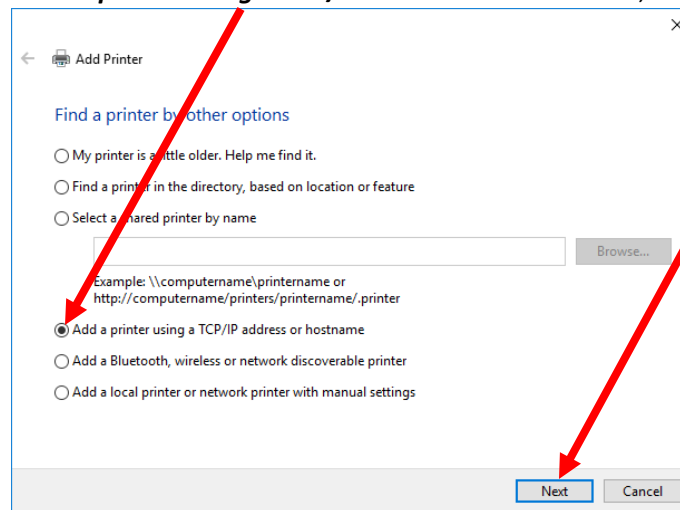 Add Printer
Find a printer by other options
My printer is a little older. Help me find it.
Find a printer in the directory, based on location or feature
Select a shared printer by name
Browse...
Example: \\computername\printername or
http://computername/printers/printername/.printer
Add a printer using a TCP/IP address or hostname
Add a Bluetooth, wireless or network discoverable printer
Add a local printer or network printer with manual settings
Next Cancel